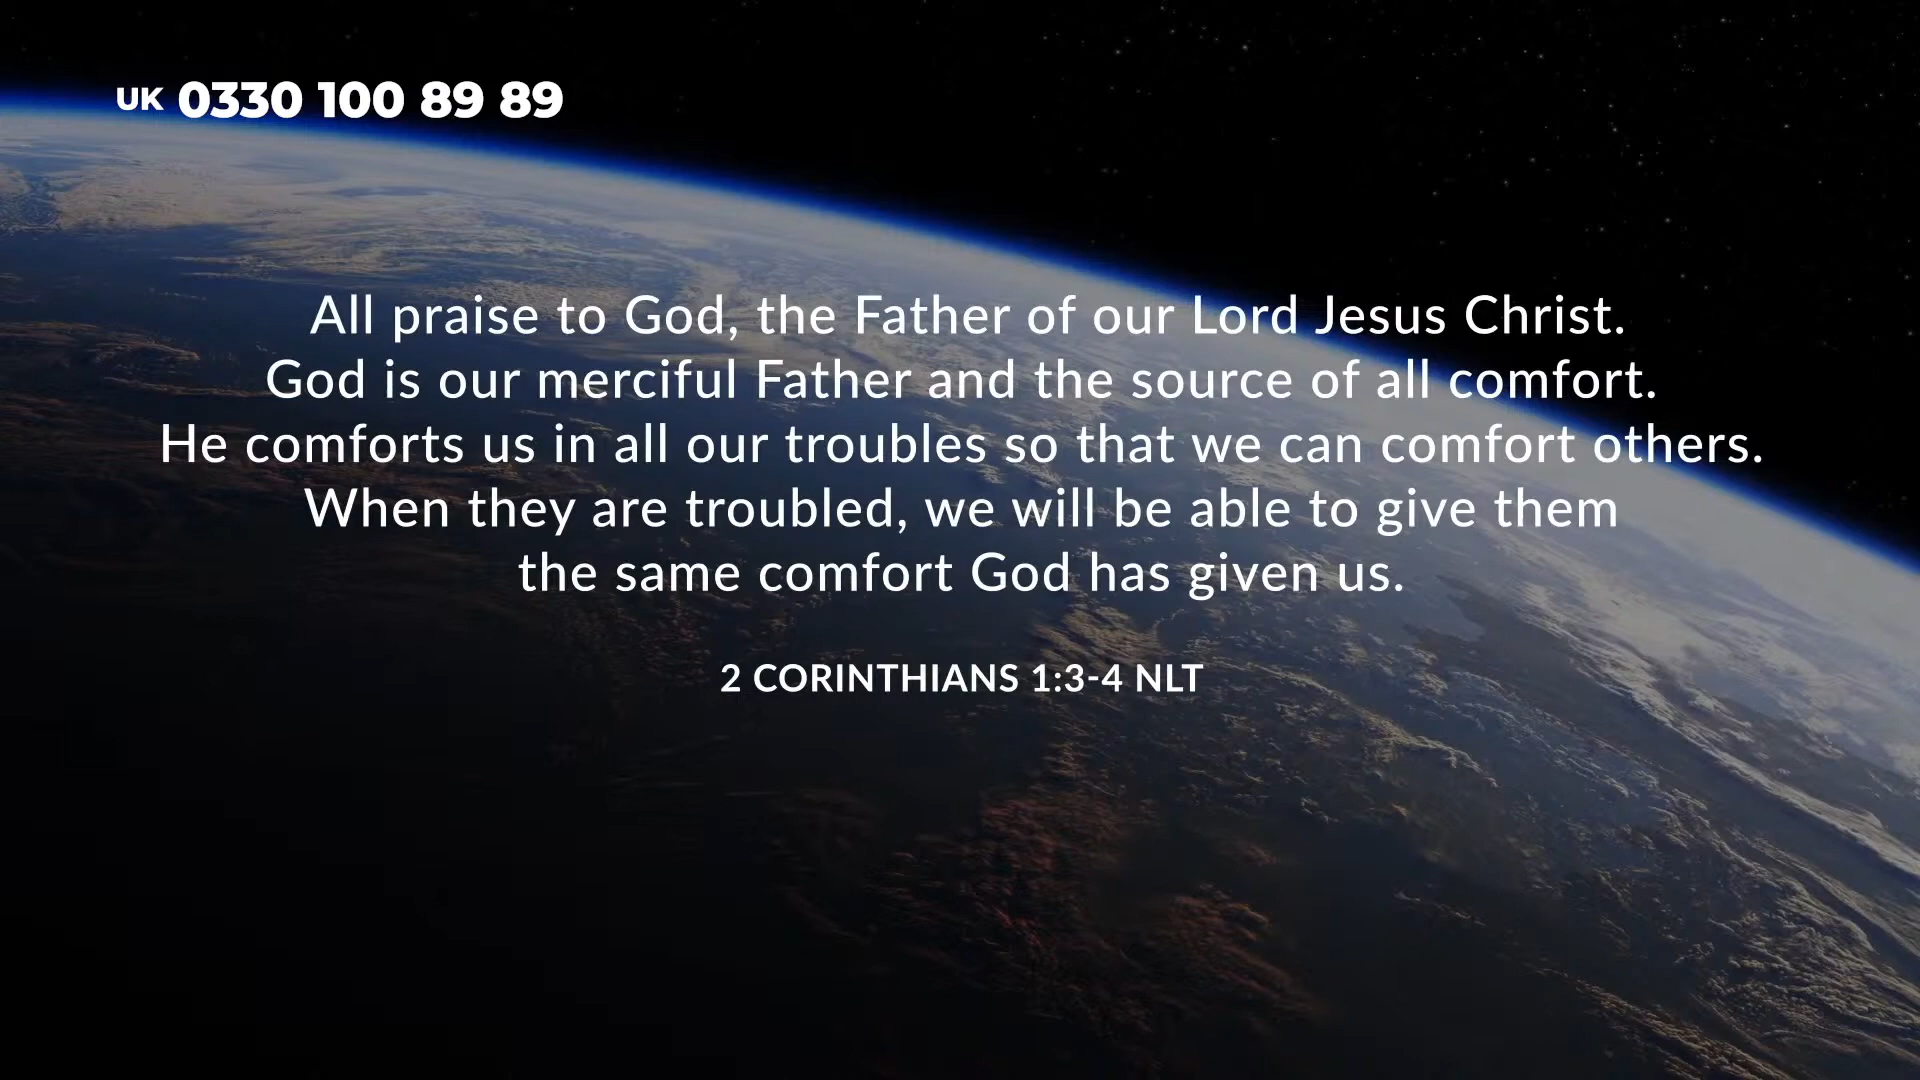 UK 0330 100 89 89
All praise to God, the Father of our Lord Jesus Christ.
God is our merciful Father and the source of all comfort.
He comforts us in all our troubles so that we can comfort others.
When they are troubled, we will be able to give them
the same comfort God has given us.
2 CORINTHIANS 1:3-4 NLT